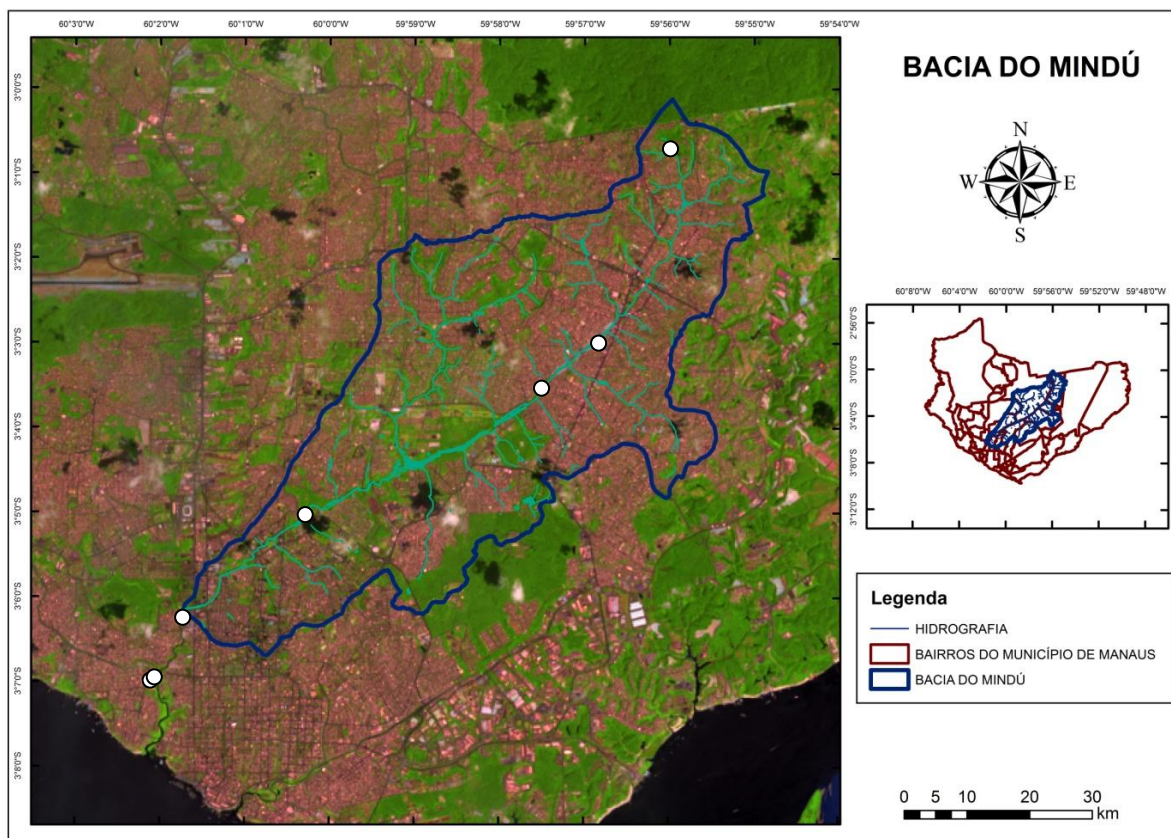 60°3'0"W 60°2'0"W 60°1'0"W 60°0'0"W 59°59'0"W 59°58'0"W 59°57'0"W 59°56'0"W 59°55'0"W 59°54'0"W
3°0'0"S
3°1'0"S
3°2'0"S
3°3'0"S
3°4'0"S
3°5'0"S
3°6'0"S
3°7'0"S
3°8'0"S
BACIA DO MINDÚ
N
W E
S
60°8'0"W 60°4'0"W 60°0'0"W 59°56'0"W 59°52'0"W 59°48'0"W
2°56'0"S
3°0'0"S
3°4'0"S
3°8'0"S
3°12'0"S
Legenda
HIDROGRAFIA
BAIRROS DO MUNICÍPIO DE MANAUS
BACIA DO MINDÚ
0 5 10 20 30
km